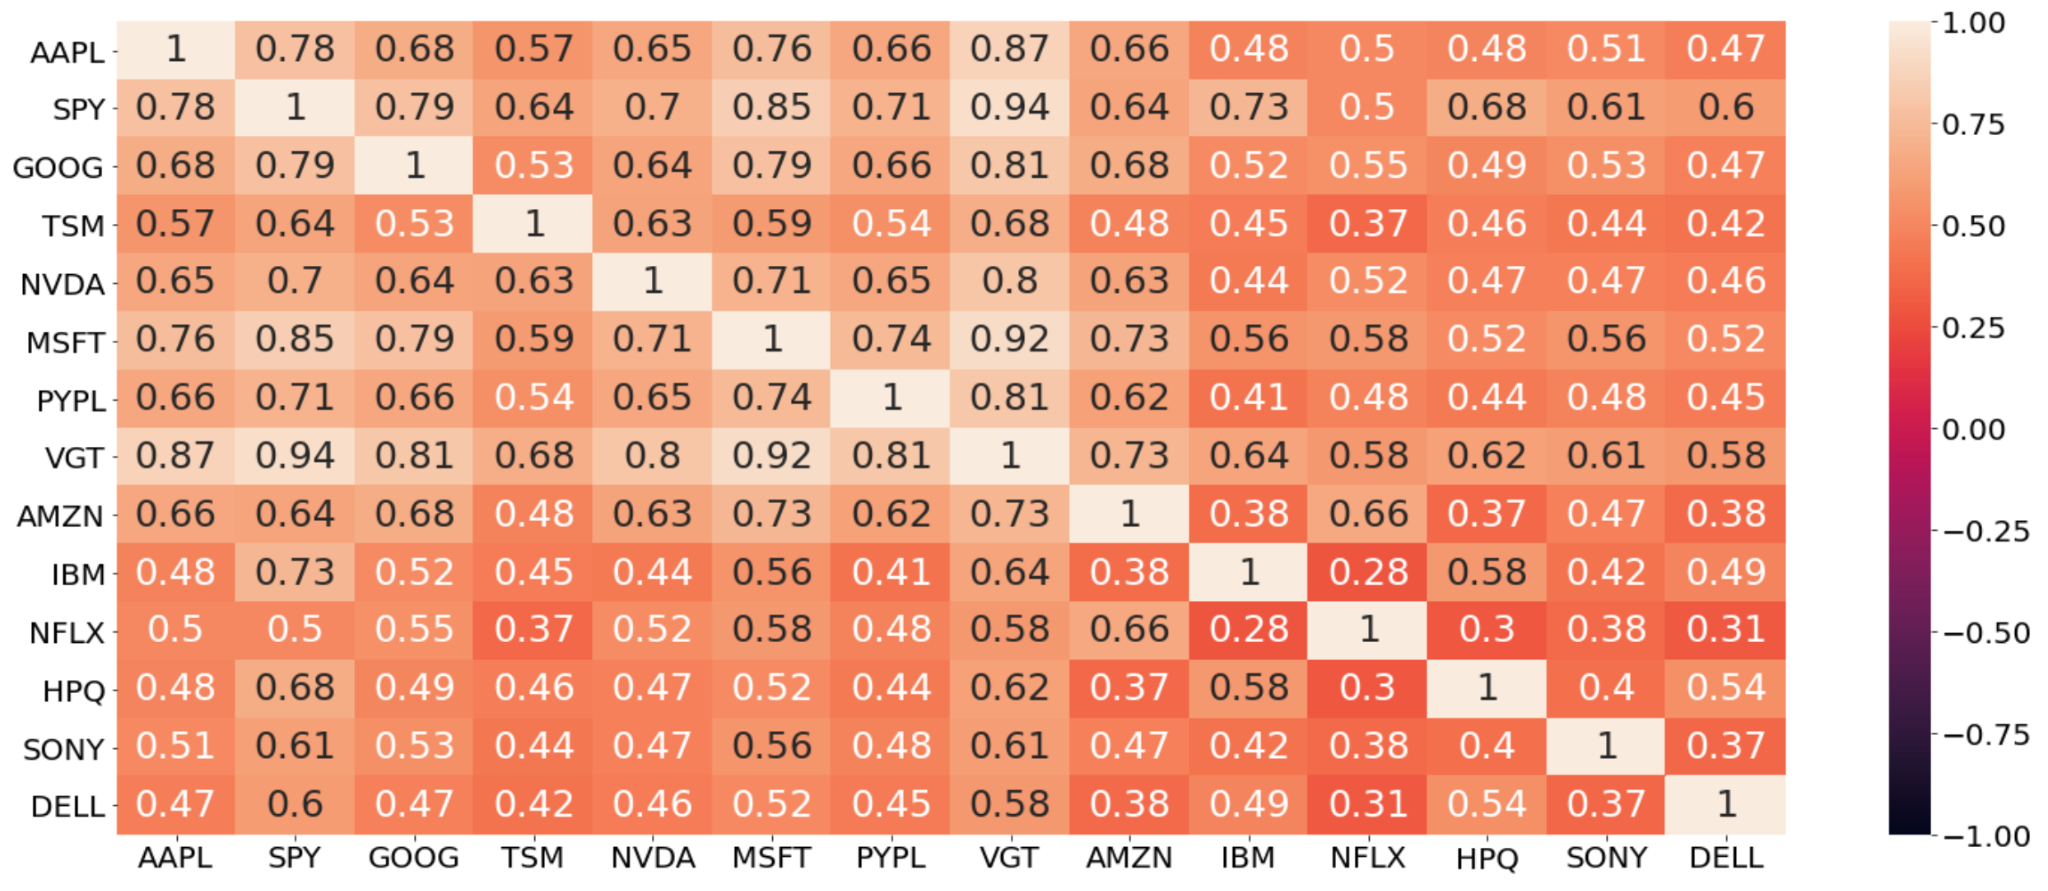 AAPL 1 0.78 0.68 0.57 0.65 0.76 0.66 0.87 0.66 0.48 0.5 0.48 0.51 0.47
SPY 0.78 1 0.79 0.64 0.7 0.85 0.71 0.94 0.64 0.73 0.5 0.68 0.61 0.6
GOOG 0.68 0.79 1 0.53 0.64 0.79 0.66 0.81 0.68 0.52 0.55 0.49 0.53 0.47
TSM 0.57 0.64 0.53 1 0.63 0.59 0.54 0.68 0.48 0.45 0.37 0.46 0.44 0.42
NVDA 0.65 0.7 0.64 0.63 1 0.71 0.65 0.8 0.63 0.44 0.52 0.47 0.47 0.46
MSFT 0.76 0.85 0.79 0.59 0.71 1 0.74 0.92 0.73 0.56 0.58 0.52 0.56 0.52
PYPL 0.66 0.71 0.66 0.54 0.65 0.74 1 0.81 0.62 0.41 0.48 0.44 0.48 0.45
VGT 0.87 0.94 0.81 0.68 0.8 0.92 0.81 1 0.73 0.64 0.58 0.62 0.61 0.58
AMZN 0.66 0.64 0.68 0.48 0.63 0.73 0.62 0.73 1 0.38 0.66 0.37 0.47 0.38
IBM 0.48 0.73 0.52 0.45 0.44 0.56 0.41 0.64 0.38 1 0.28 0.58 0.42 0.49
NFLX 0.5 0.5 0.55 0.37 0.52 0.58 0.48 0.58 0.66 0.28 1 0.3 0.38 0.31
HPQ 0.48 0.68 0.49 0.46 0.47 0.52 0.44 0.62 0.37 0.58 0.3 1 0.4 0.54
SONY 0.51 0.61 0.53 0.44 0.47 0.56 0.48 0.61 0.47 0.42 0.38 0.4 1 0.37
DELL 0.47 0.6 0.47 0.42 0.46 0.52 0.45 0.58 0.38 0.49 0.31 0.54 0.37 1
AAPL SPY GOOG TSM NVDA MSFT PYPL VGT AMZN IBM NFLX HPQ SONY DELL
1.00
0.75
0.50
0.25
0.00
−0.25
−0.50
−0.75
−1.00